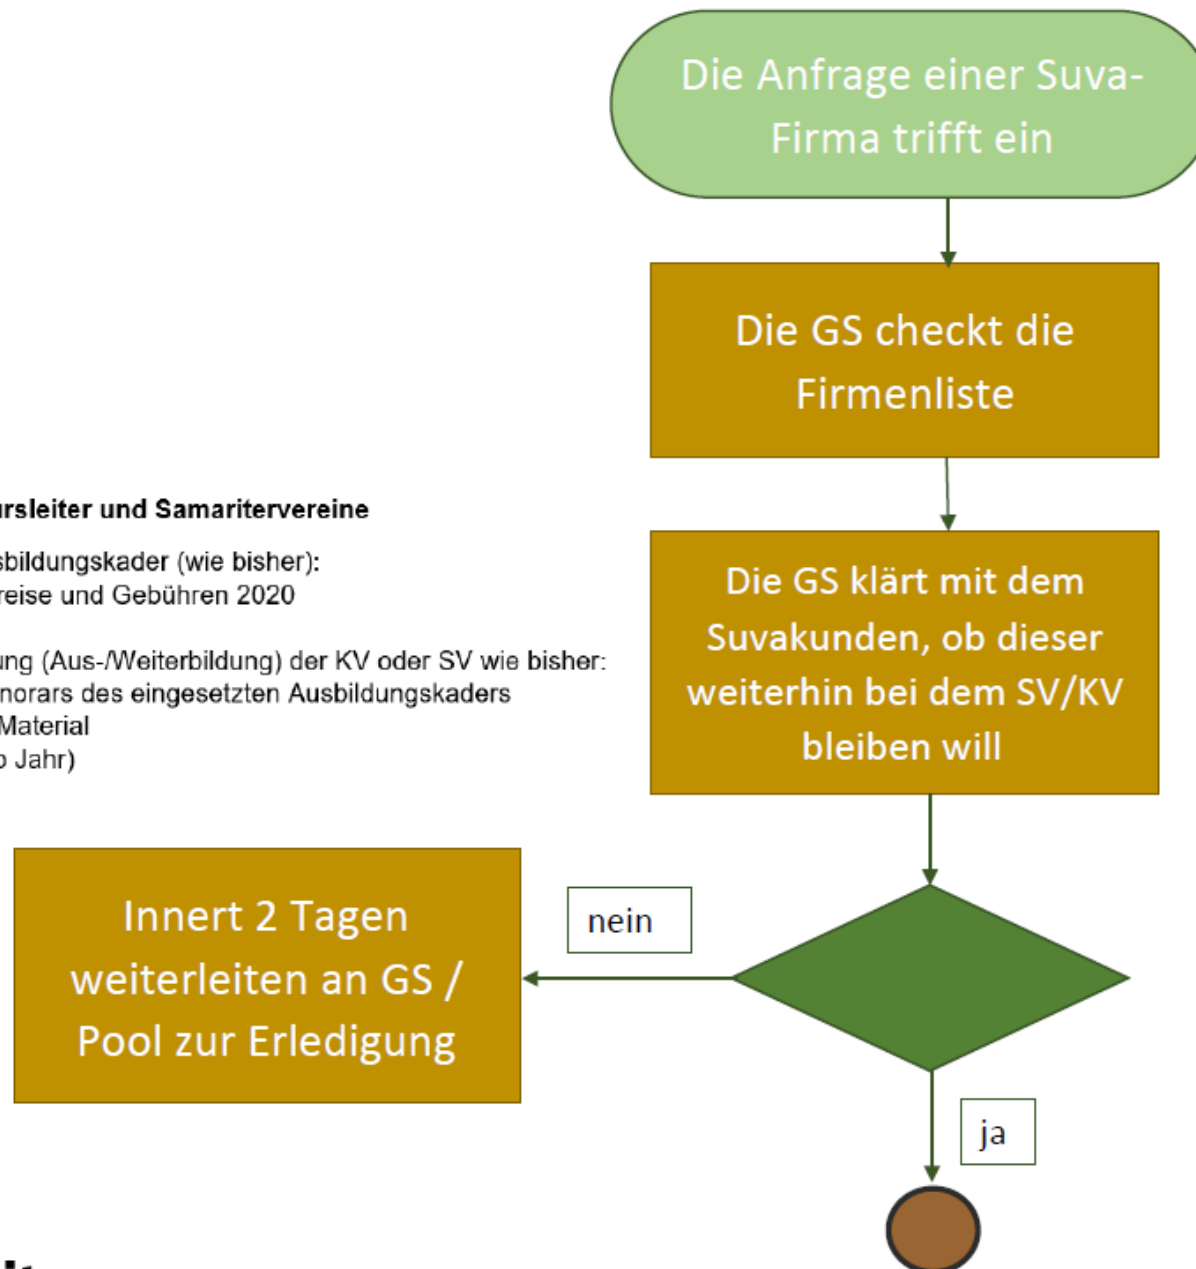 Die Anfrage einer Suva-
Firma trifft ein
Die GS checkt die
Firmenliste
ursleiter und Samaritervereine
sbildungskader (wie bisher):
reise und Gebühren 2020
ung (Aus-/Weiterbildung) der KV oder SV wie bisher:
norars des eingesetzten Ausbildungskaders
Material
o Jahr)
Die GS klärt mit dem
Suvakunden, ob dieser
weiterhin bei dem SV/KV
bleiben will
Innert 2 Tagen
weiterleiten an GS /
Pool zur Erledigung
nein
ja